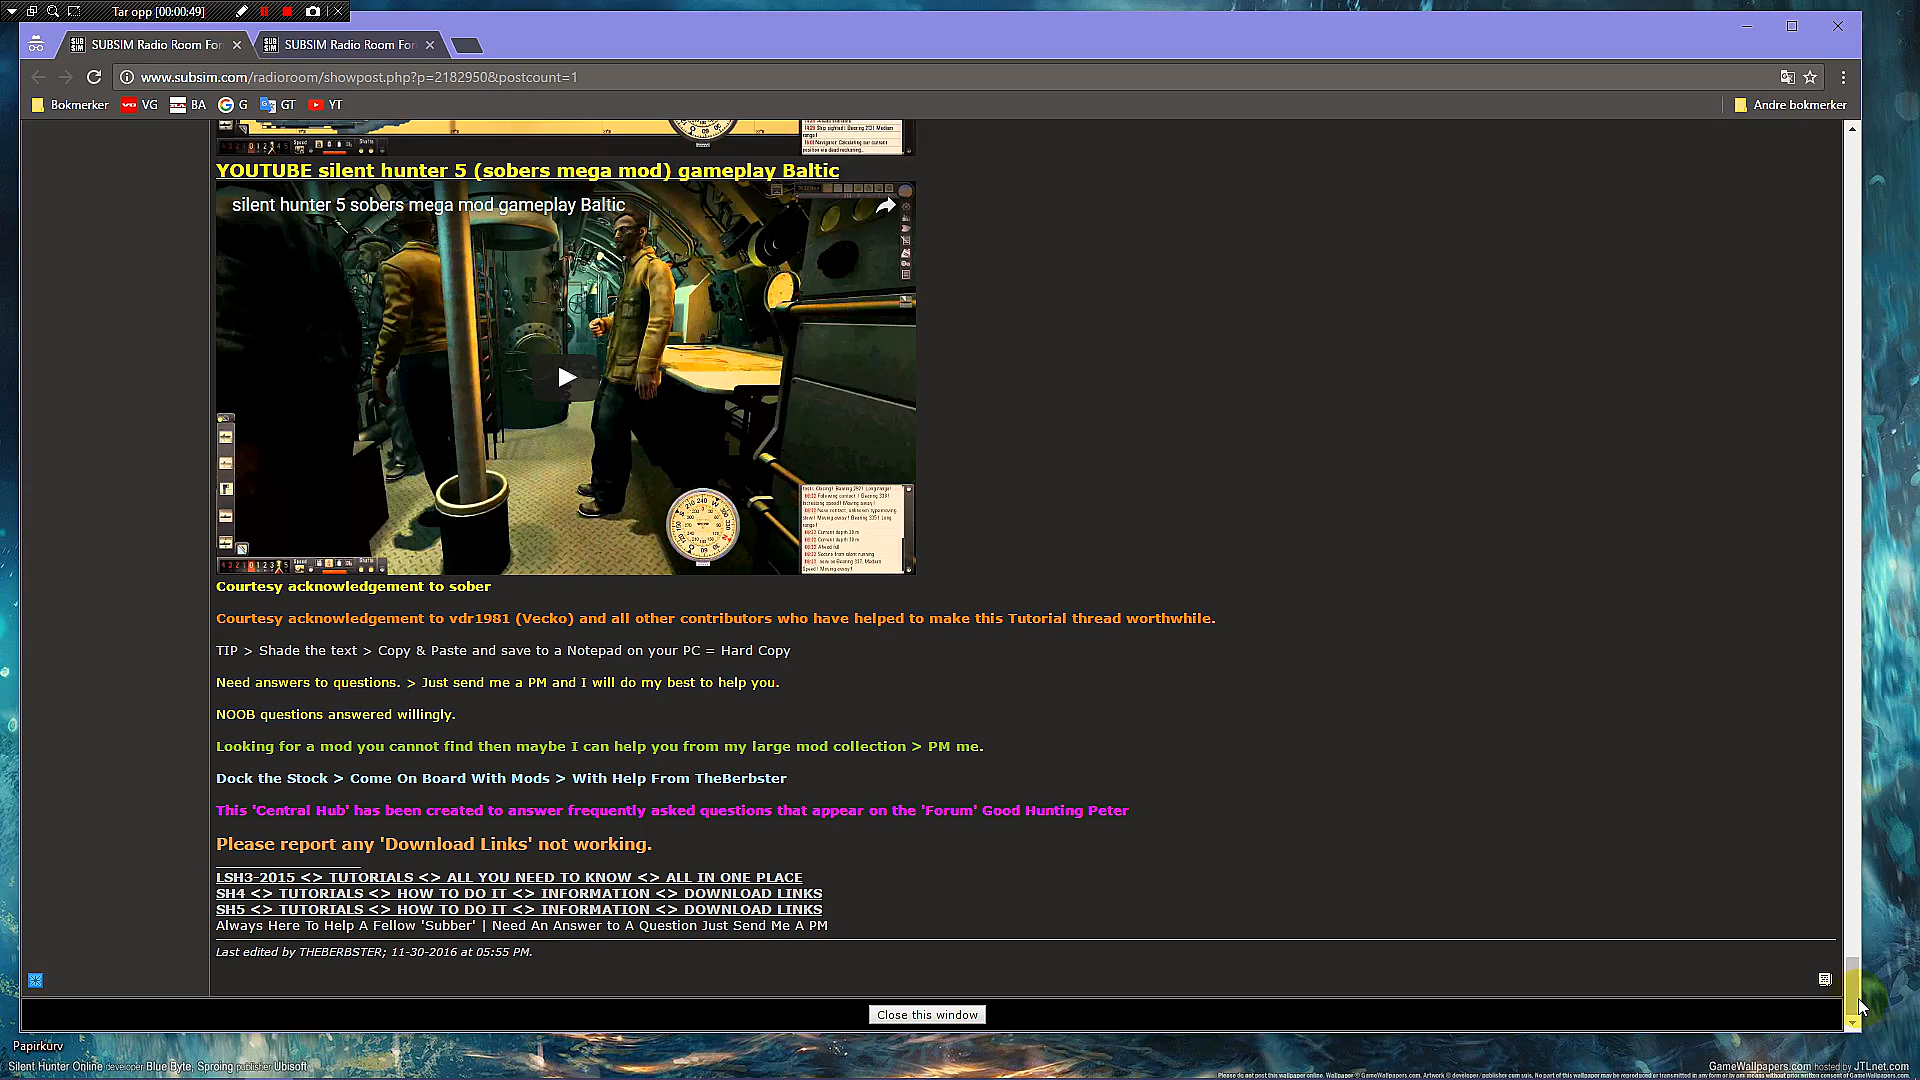 Tar opp [00:00:49]
SUBSIM Radio Room For
SUBSIM Radio Room For
www.subsim.com/radioroom/showpost.php?p=2182950&postcount=1
Bokmerker
VG
BA
G
GT
YT
Andre bokmerker
YOUTUBE silent hunter 5 (sobers mega mod) gameplay Baltic
silent hunter 5 sobers mega mod gameplay Baltic
Courtesy acknowledgement to sober
Courtesy acknowledgement to vdr1981 (Vecko) and all other contributors who have helped to make this Tutorial thread worthwhile.
TIP > Shade the text > Copy & Paste and save to a Notepad on your PC = Hard Copy
Need answers to questions. > Just send me a PM and I will do my best to help you.
NOOB questions answered willingly.
Looking for a mod you cannot find then maybe I can help you from my large mod collection > PM me.
Dock the Stock > Come On Board With Mods > With Help From TheBerbster
This 'Central Hub' has been created to answer frequently asked questions that appear on the 'Forum' Good Hunting Peter
Please report any 'Download Links' not working.
LSH3-2015 <> TUTORIALS <> ALL YOU NEED TO KNOW <> ALL IN ONE PLACE
SH4 <> TUTORIALS <> HOW TO DO IT <> INFORMATION <> DOWNLOAD LINKS
SH5 <> TUTORIALS <> HOW TO DO IT <> INFORMATION <> DOWNLOAD LINKS
Always Here To Help A Fellow 'Subber' | Need An Answer to A Question Just Send Me A PM
Last edited by THEBERBSTER; 11-30-2016 at 05:55 PM.
Close this window
Papirkurv
Silent Hunter Online developer Blue Byte, Sproing publisher Ubisoft
GameWallpapers.com hosted by JTLnet.com